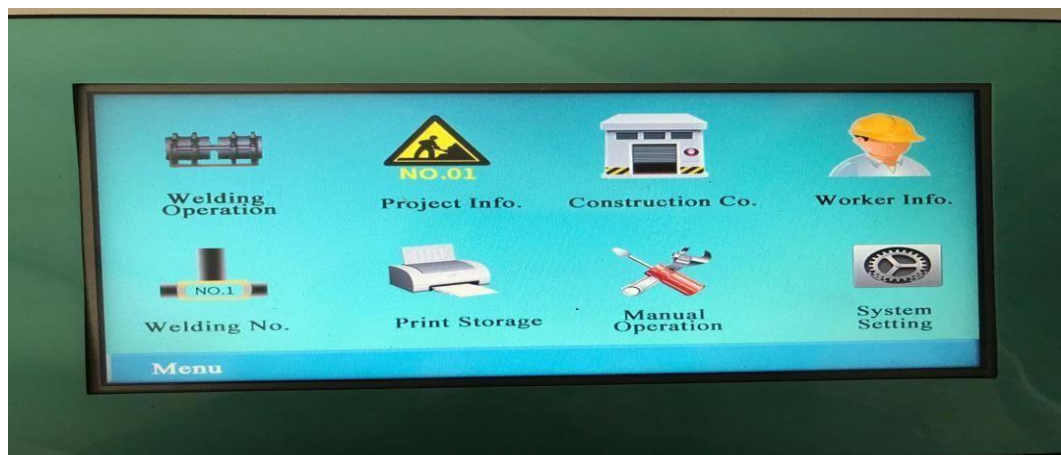 NO.01
Welding
Operation
Project Info.
Construction Co.
Worker Info.
NO.1
Welding No.
Print Storage
Manual
Operation
System
Setting
Menu